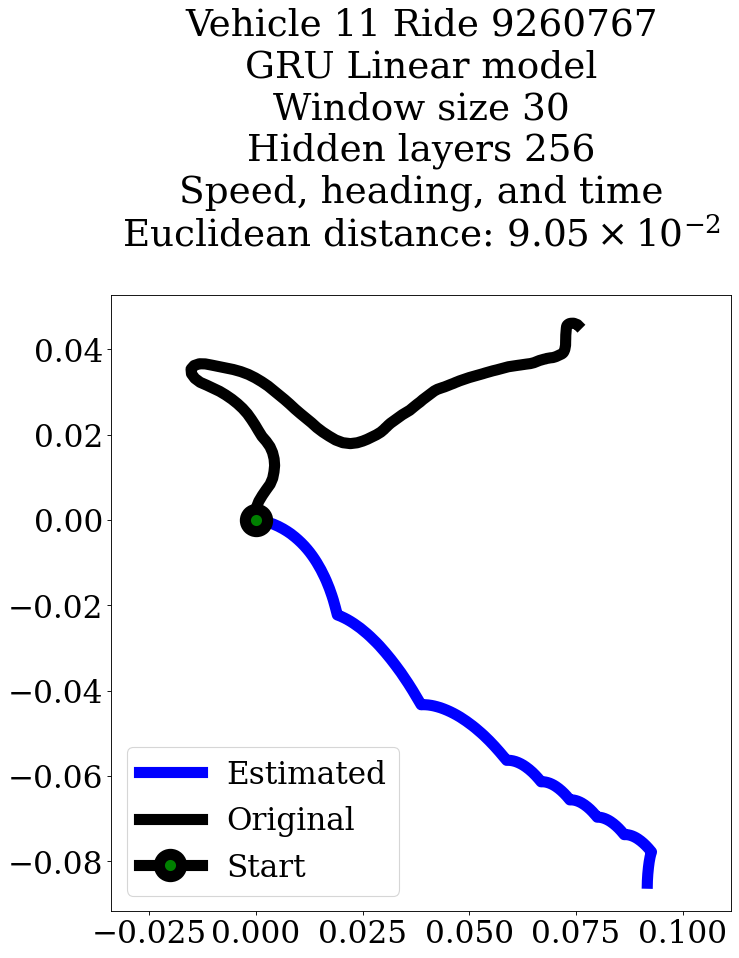 Vehicle 11 Ride 9260767
GRU Linear model
Window size 30
Hidden layers 256
Speed, heading, and time
Euclidean distance: 9.05 × 10⁻²
0.04
0.02
0.00
−0.02
−0.04
−0.06
−0.08
Estimated
Original
Start
−0.025 0.000 0.025 0.050 0.075 0.100